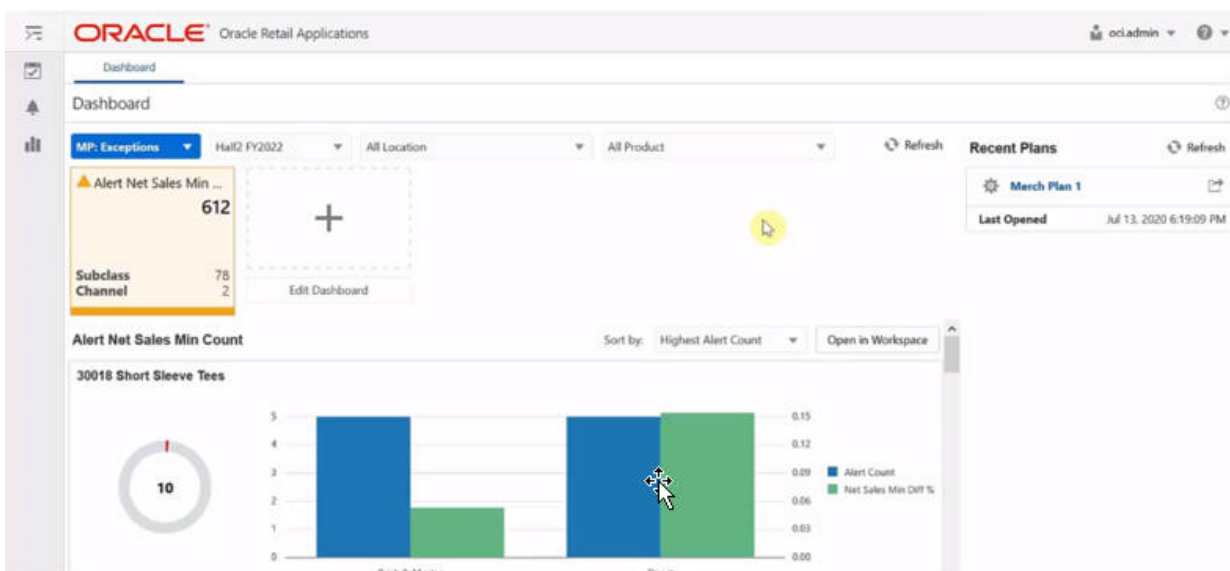 ORACLE® Oracle Retail Applications
oci.admin
Dashboard
Dashboard
MP: Exceptions
Half2 FY2022
All Location
All Product
Refresh
Recent Plans
Refresh
Alert Net Sales Min ...
612
Subclass 78
Channel 2
Edit Dashboard
Merch Plan 1
Last Opened Jul 13, 2020 6:19:09 PM
Alert Net Sales Min Count
Sort by: Highest Alert Count
Open in Workspace
30018 Short Sleeve Tees
10
5
4
3
2
1
0
0.15
0.12
0.09
0.06
0.03
0.00
Alert Count
Net Sales Min Diff %